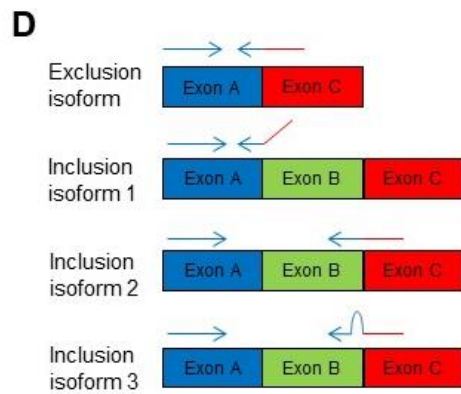 D
Exclusion
isoform
Exon A Exon C
Inclusion
isoform 1
Exon A Exon B Exon C
Inclusion
isoform 2
Exon A Exon B Exon C
Inclusion
isoform 3
Exon A Exon B Exon C